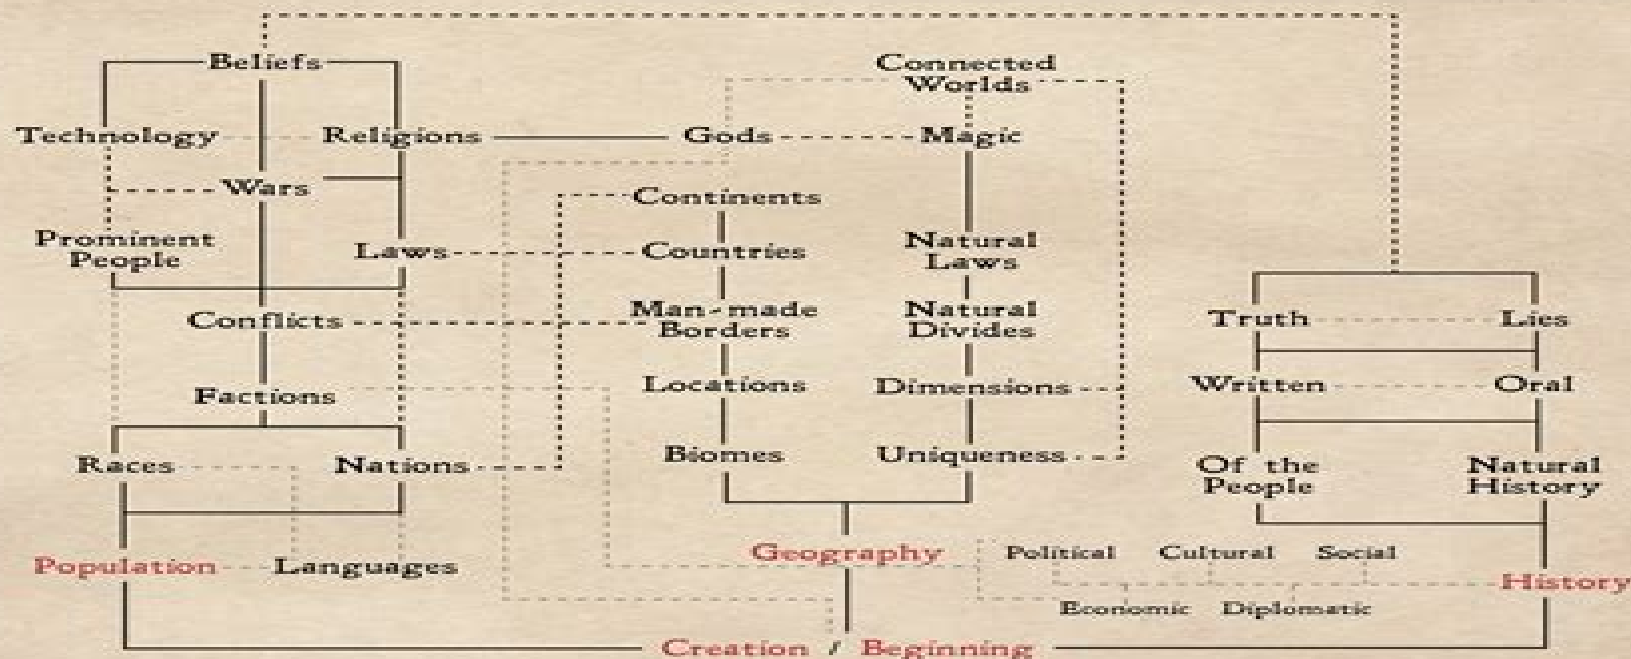 Beliefs
Connected
Worlds
Technology
Religions
Gods
Magic
Wars
Continents
Prominent
People
Laws
Countries
Natural
Laws
Conflicts
Man-made
Borders
Natural
Divides
Truth
Lies
Factions
Locations
Dimensions
Written
Oral
Races
Nations
Biomes
Uniqueness
Of the
People
Natural
History
Population
Languages
Geography
Political
Cultural
Social
History
Economic
Diplomatic
Creation / Beginning